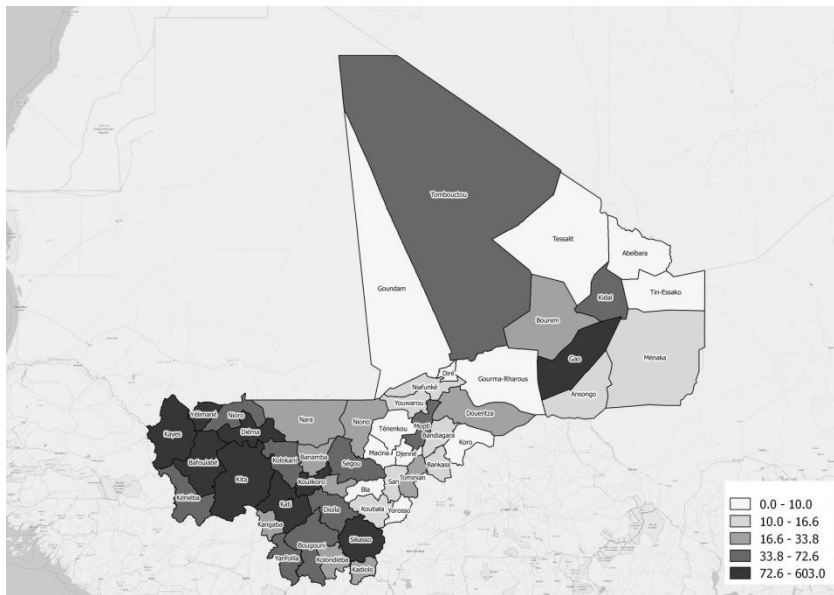 Tombouctou
Tessalit
Abeïbara
Goundam
Tin-Essako
Kidal
Bourem
Ménaka
Gao
Diré
Gourma-Rharous
Niafunké
Ansongo
Yélimané
Nioro
Nara
Niono
Youwarou
Douentza
Kayes
Diéma
Ténenkou
Mopti
Bandiagara
Koro
Bafoulabé
Kolokani
Banamba
Ségou
Macina
Djenné
Bankass
Kita
Koulikoro
San
Tominian
Kéniéba
Bla
Kati
Dioïla
Koutiala
Yorosso
Kangaba
Bougouni
Sikasso
Yanfolila
Kolondiéba
Kadiolo
0.0 - 10.0
10.0 - 16.6
16.6 - 33.8
33.8 - 72.6
72.6 - 603.0